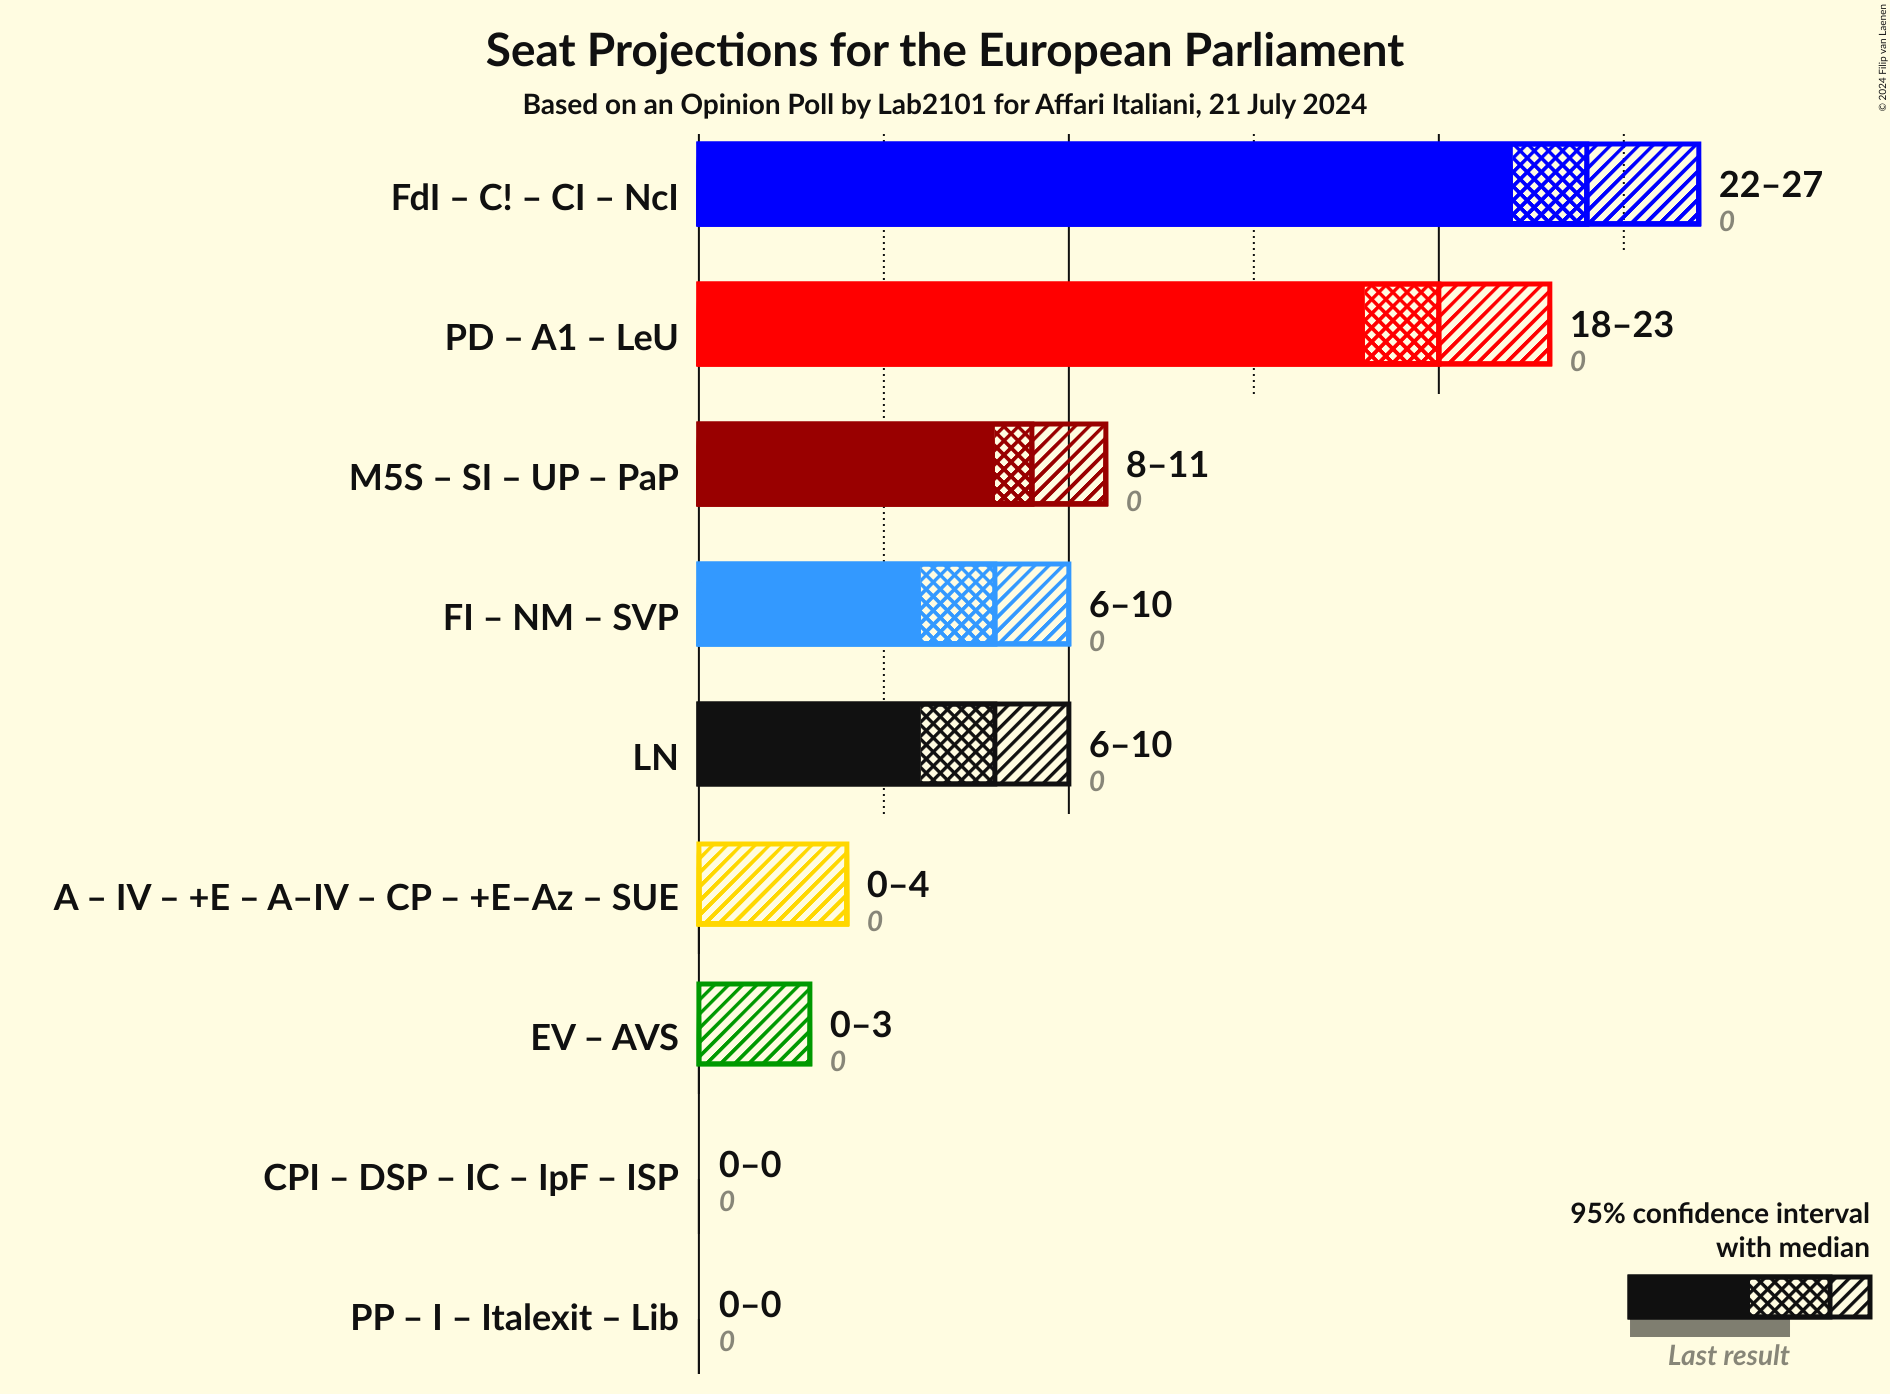 Seat Projections for the European Parliament
Based on an Opinion Poll by Lab2101 for Affari Italiani, 21 July 2024
© 2024 Filip van Laenen
FdI – C! – CI – NcI
22–27
0
PD – A1 – LeU
18–23
0
M5S – SI – UP – PaP
8–11
0
FI – NM – SVP
6–10
0
LN
6–10
0
A – IV – +E – A–IV – CP – +E–Az – SUE
0–4
0
EV – AVS
0–3
0
CPI – DSP – IC – IpF – ISP
0–0
0
PP – I – Italexit – Lib
0–0
0
95% confidence interval
with median
Last result